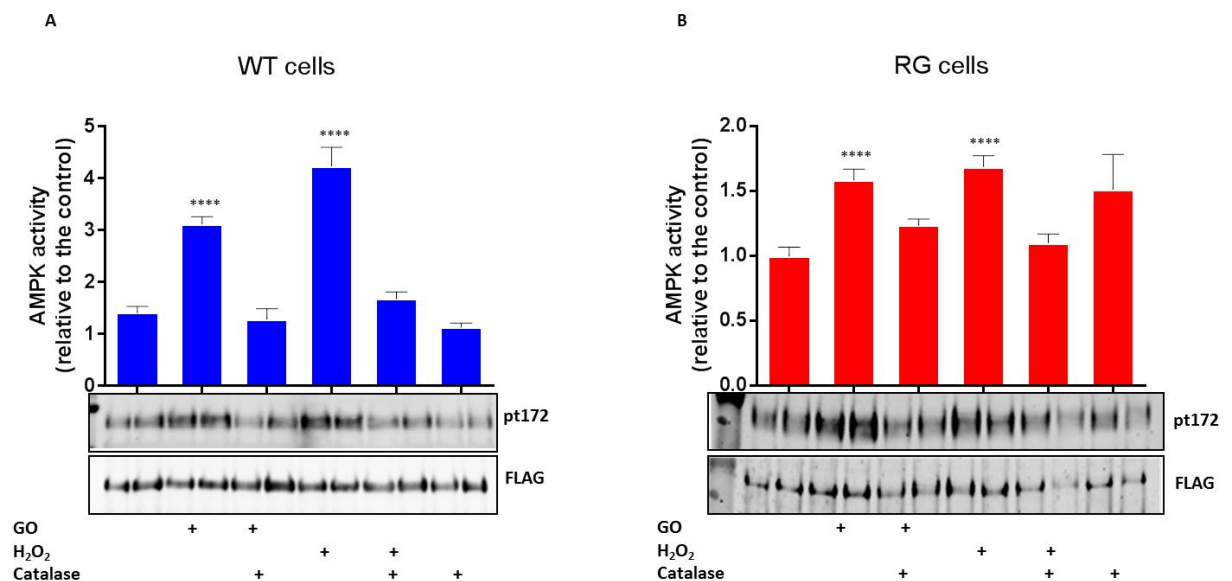 A
WT cells
AMPK activity
(relative to the control)
5
4
3
2
1
0
****
****
pt172
FLAG
GO + +
H₂O₂ + +
Catalase + + +
B
RG cells
AMPK activity
(relative to the control)
2.0
1.5
1.0
0.5
0.0
****
****
pt172
FLAG
GO + +
H₂O₂ + +
Catalase + + +